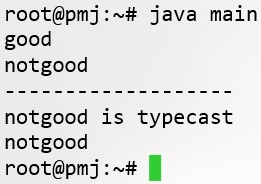 root@pmj:~# java main
good
notgood
-------------------
notgood is typecast
notgood
root@pmj:~#